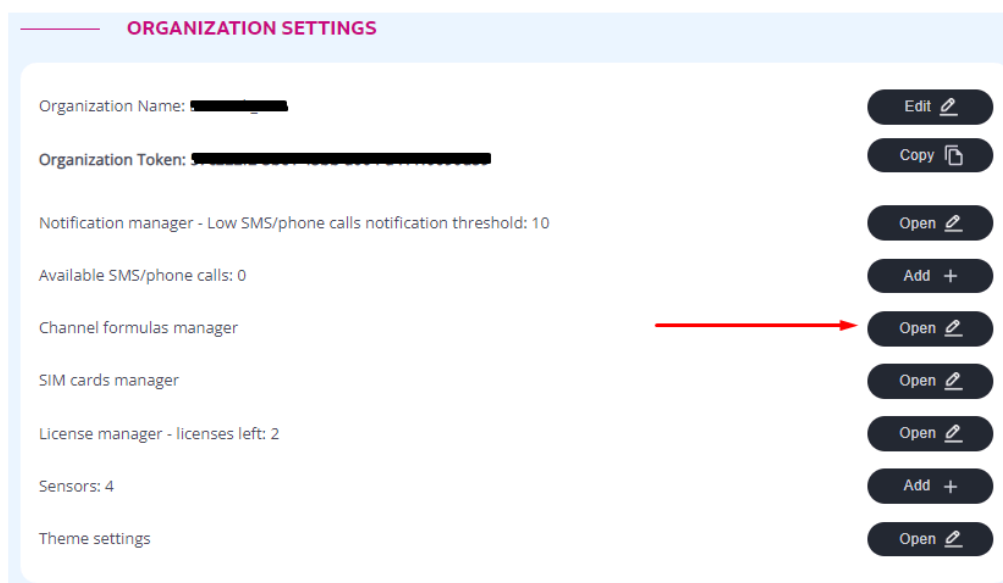 ORGANIZATION SETTINGS
Organization Name:
Edit
Organization Token:
Copy
Notification manager - Low SMS/phone calls notification threshold: 10
Open
Available SMS/phone calls: 0
Add +
Channel formulas manager
Open
SIM cards manager
Open
License manager - licenses left: 2
Open
Sensors: 4
Add +
Theme settings
Open